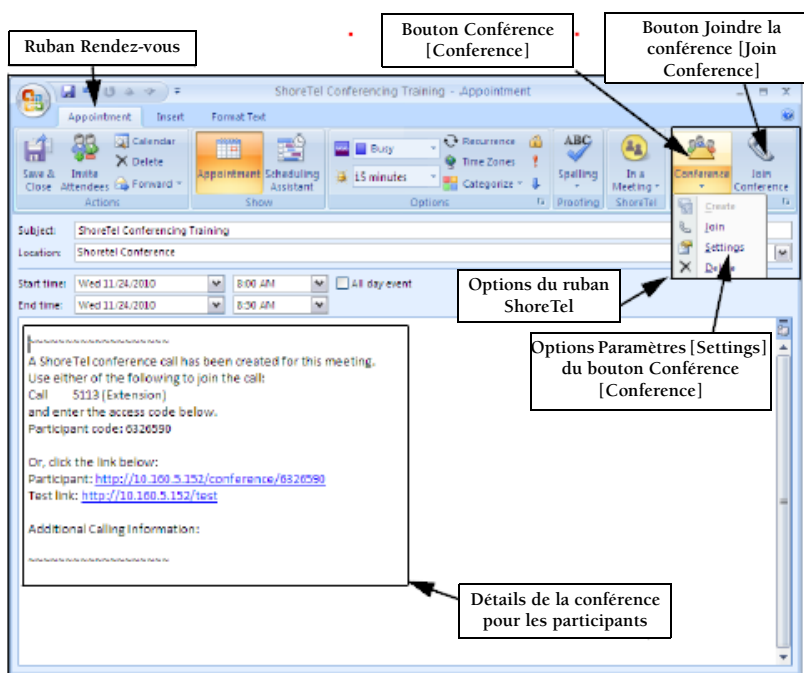 Ruban Rendez-vous
Bouton Conférence
[Conference]
Bouton Joindre la
conférence [Join
Conference]
ShoreTel Conferencing Training - Appointment
Appointment Insert Format Text
Save &
Close
Invite
Attendees
Calendar
Delete
Forward
Actions
Appointment
Scheduling
Assistant
Show
Busy
15 minutes
Recurrence
Time Zones
Categorize
Options
ABC
Spelling
Proofing
In a
Meeting
ShoreTel
Conference
Join
Conference
Create
Join
Settings
Subject: ShoreTel Conferencing Training
Location: Shoretel Conference
Start time: Wed 11/24/2010 8:00 AM All day event
End time: Wed 11/24/2010 8:30 AM
Options du ruban
ShoreTel
Options Paramètres [Settings]
du bouton Conférence
[Conference]
~~~~~~~~~~~~~~~~~~~
A ShoreTel conference call has been created for this meeting.
Use either of the following to join the call:
Call 5113 (Extension)
and enter the access code below.
Participant code: 6326590
Or, click the link below:
Participant: http://10.160.5.152/conference/6326590
Test link: http://10.160.5.152/test
Additional Calling Information:
~~~~~~~~~~~~~~~~~~~
Détails de la conférence
pour les participants